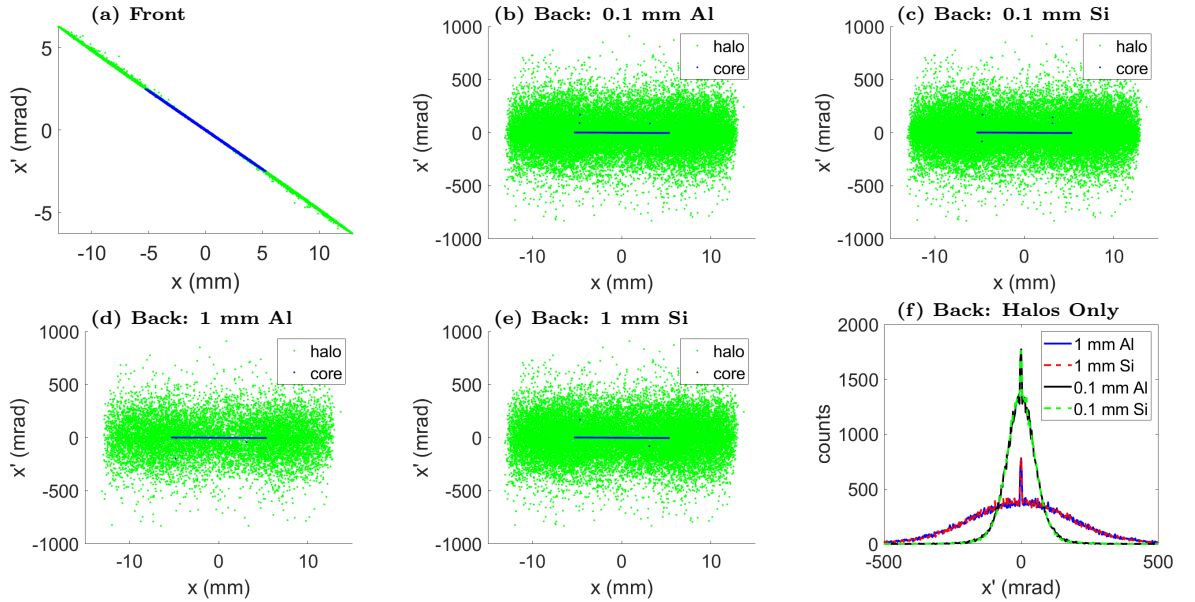 (a) Front
5
0
-5
x' (mrad)
-10
-5
0
5
10
x (mm)
(b) Back: 0.1 mm Al
1000
500
0
-500
-1000
x' (mrad)
halo
core
-10
0
10
x (mm)
(c) Back: 0.1 mm Si
1000
500
0
-500
-1000
x' (mrad)
halo
core
-10
0
10
x (mm)
(d) Back: 1 mm Al
1000
500
0
-500
-1000
x' (mrad)
halo
core
-10
0
10
x (mm)
(e) Back: 1 mm Si
1000
500
0
-500
-1000
x' (mrad)
halo
core
-10
0
10
x (mm)
(f) Back: Halos Only
2000
1500
1000
500
0
counts
1 mm Al
1 mm Si
0.1 mm Al
0.1 mm Si
-500
0
500
x' (mrad)